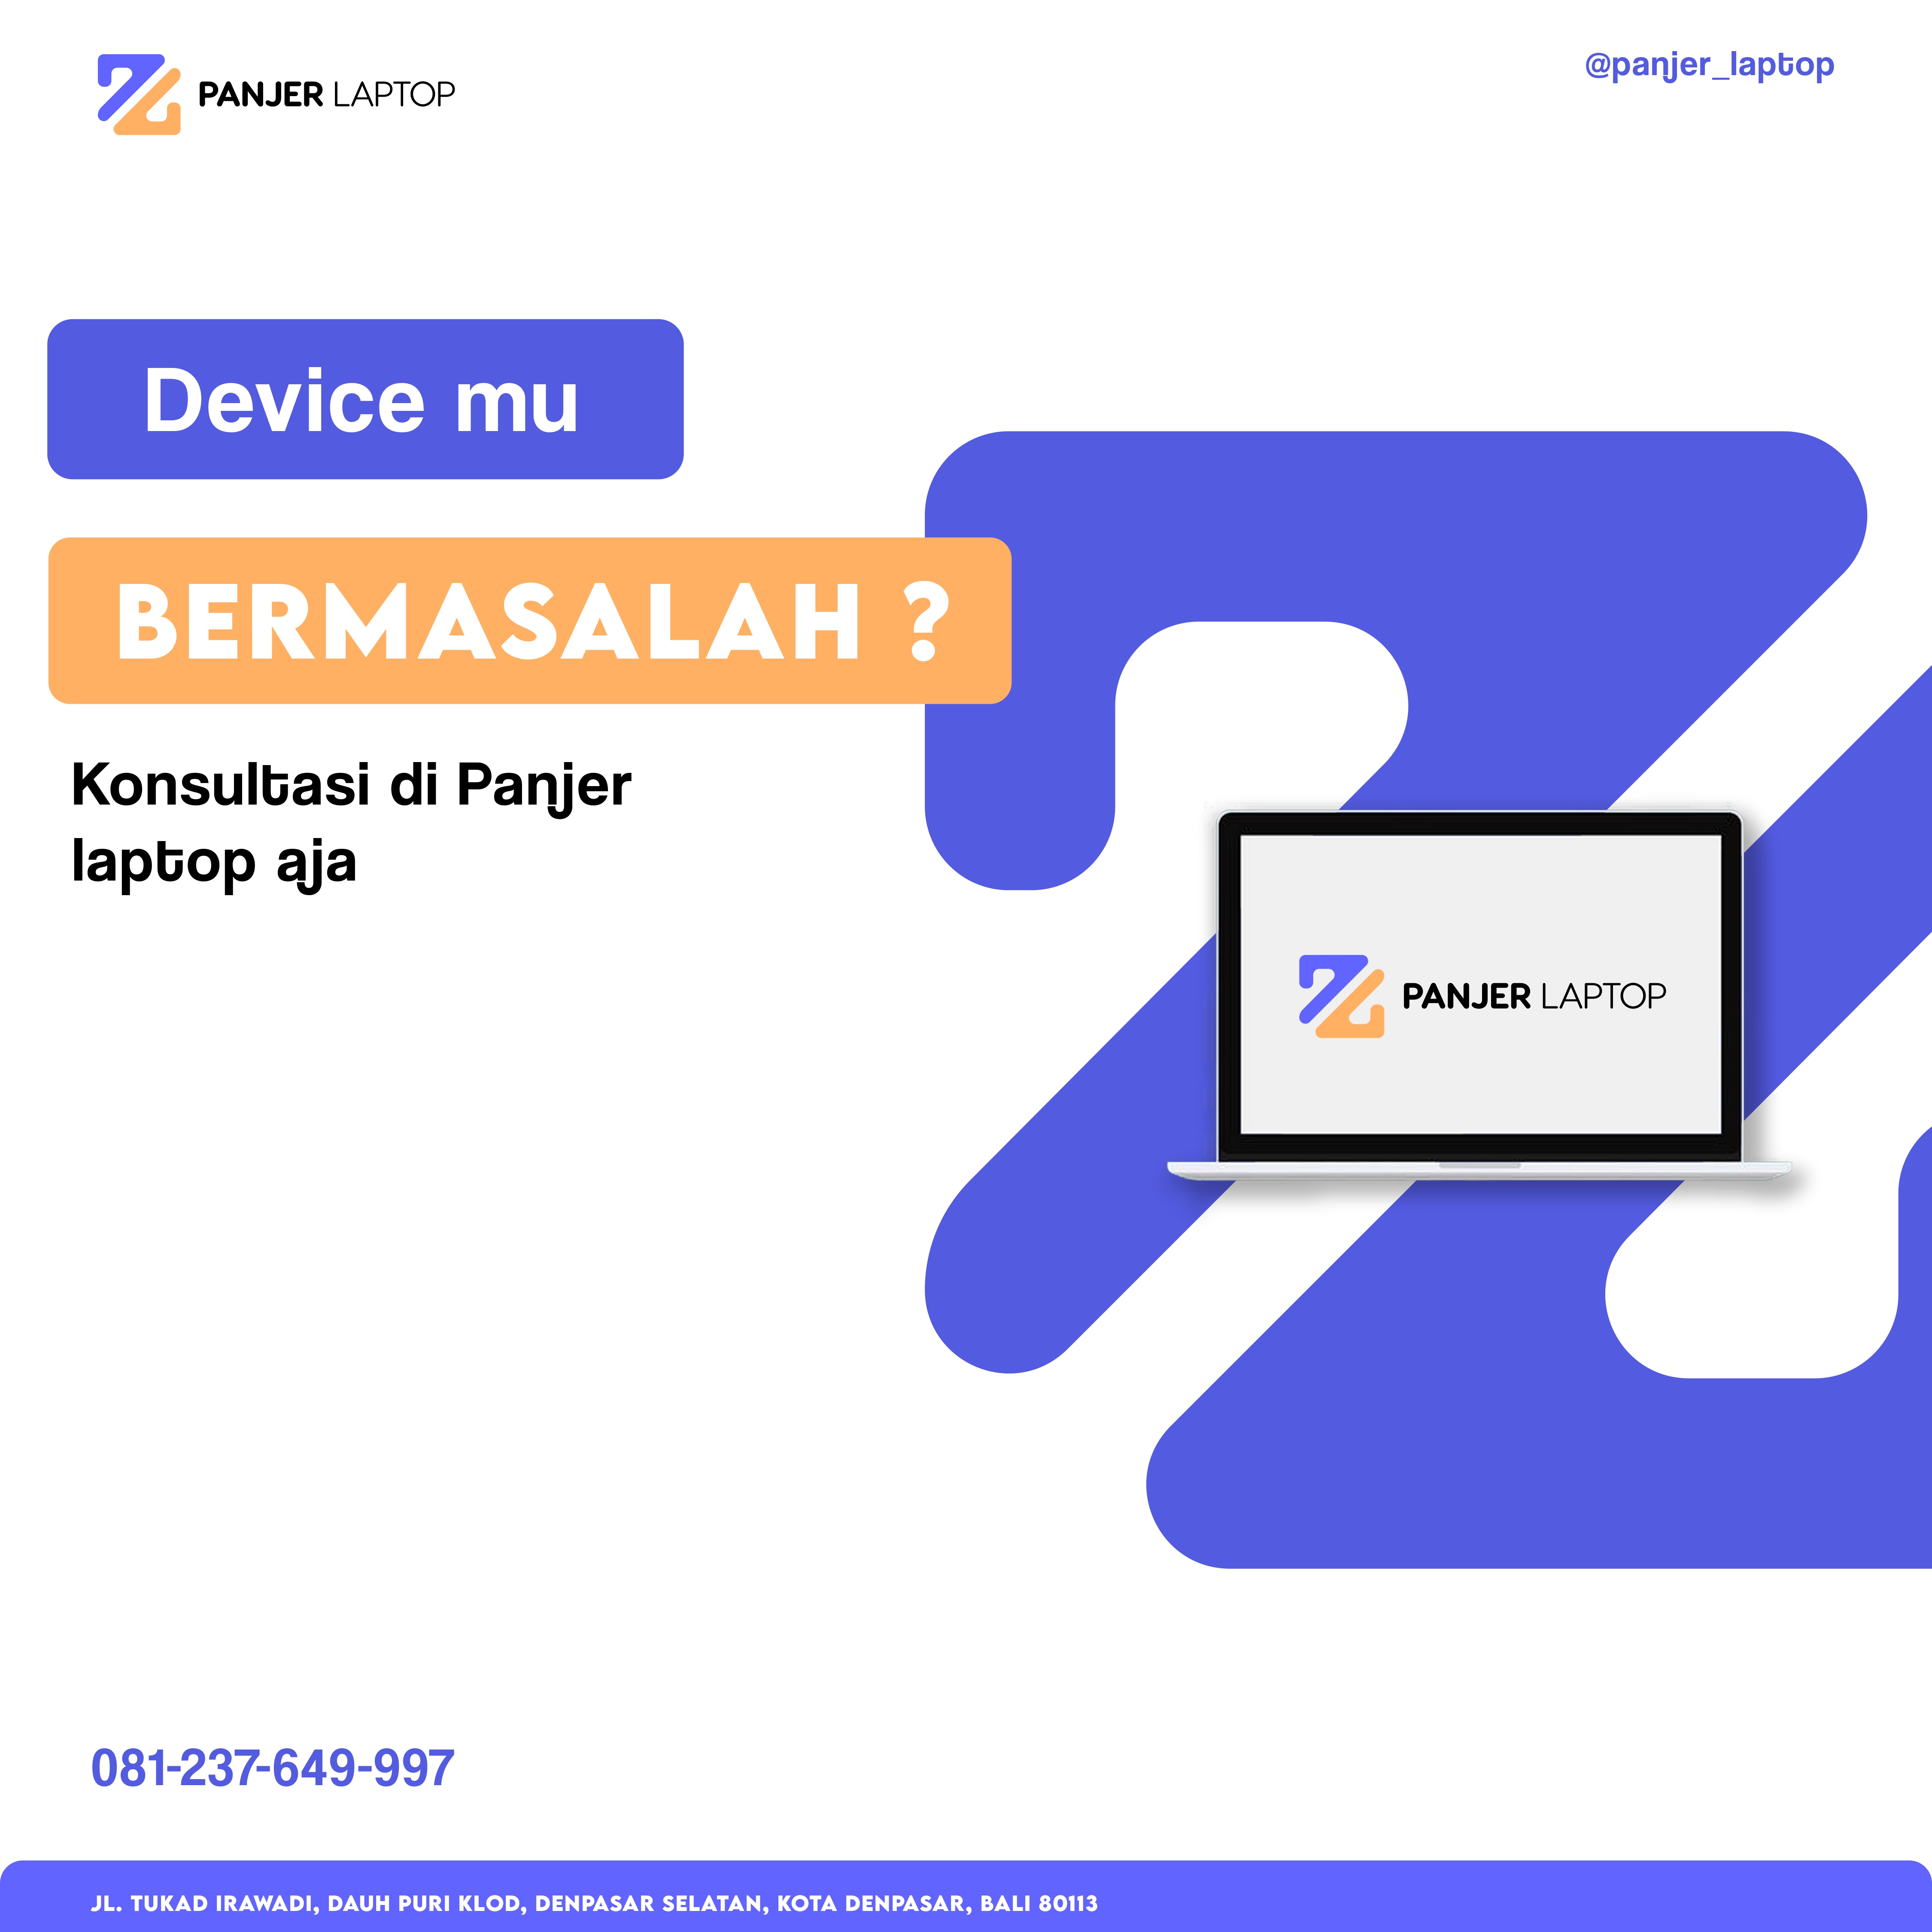 PANJER LAPTOP
@panjer_laptop
Device mu
BERMASALAH ?
Konsultasi di Panjer
laptop aja
PANJER LAPTOP
081-237-649-997
JL. TUKAD IRAWADI, DAUH PURI KLOD, DENPASAR SELATAN, KOTA DENPASAR, BALI 80113